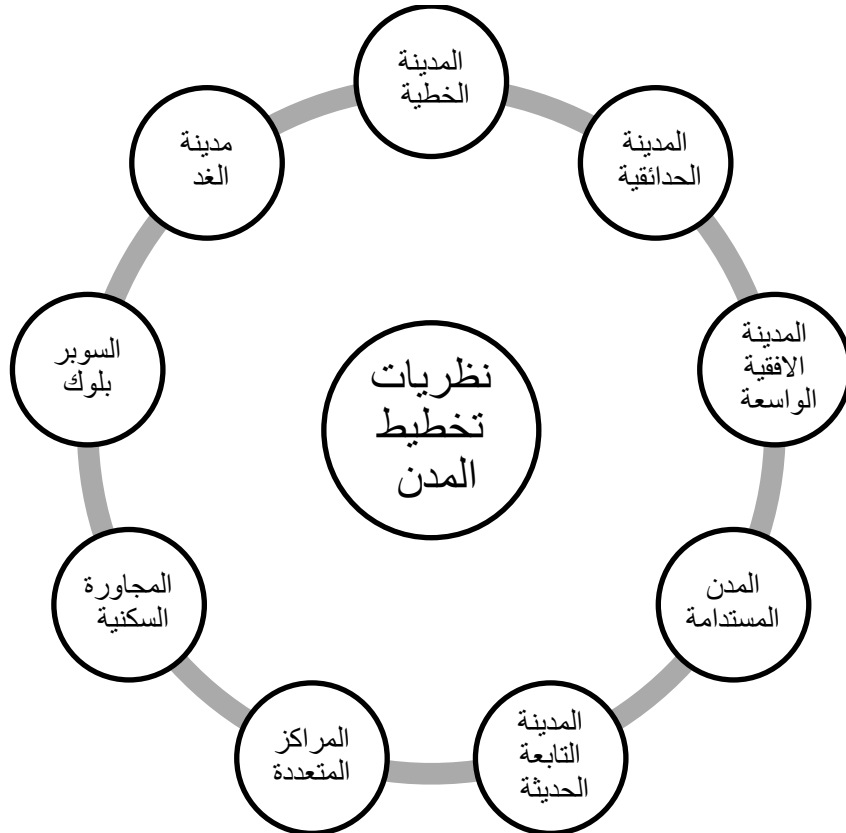 المدينة
الخطية
المدينة
الحدائقية
المدينة
الافقية
الواسعة
المدن
المستدامة
المدينة
التابعة
الحديثة
المراكز
المتعددة
المجاورة
السكنية
السوبر
بلوك
مدينة
الغد
نظريات
تخطيط
المدن